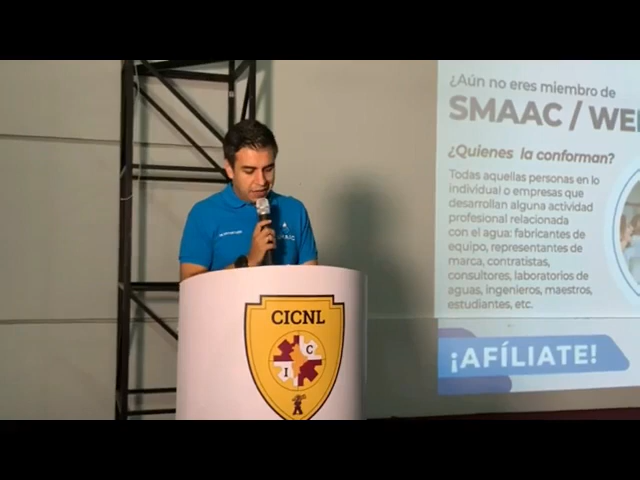 ¿Aún no eres miembro de
SMAAC / WE
¿Quienes la conforman?
Todas aquellas personas en lo
individual o empresas que
desarrollan alguna actividad
profesional relacionada
con el agua: fabricantes de
equipo, representantes de
marca, contratistas,
consultores, laboratorios de
aguas, ingenieros, maestros,
estudiantes, etc.
¡AFÍLIATE!
CICNL
C
I